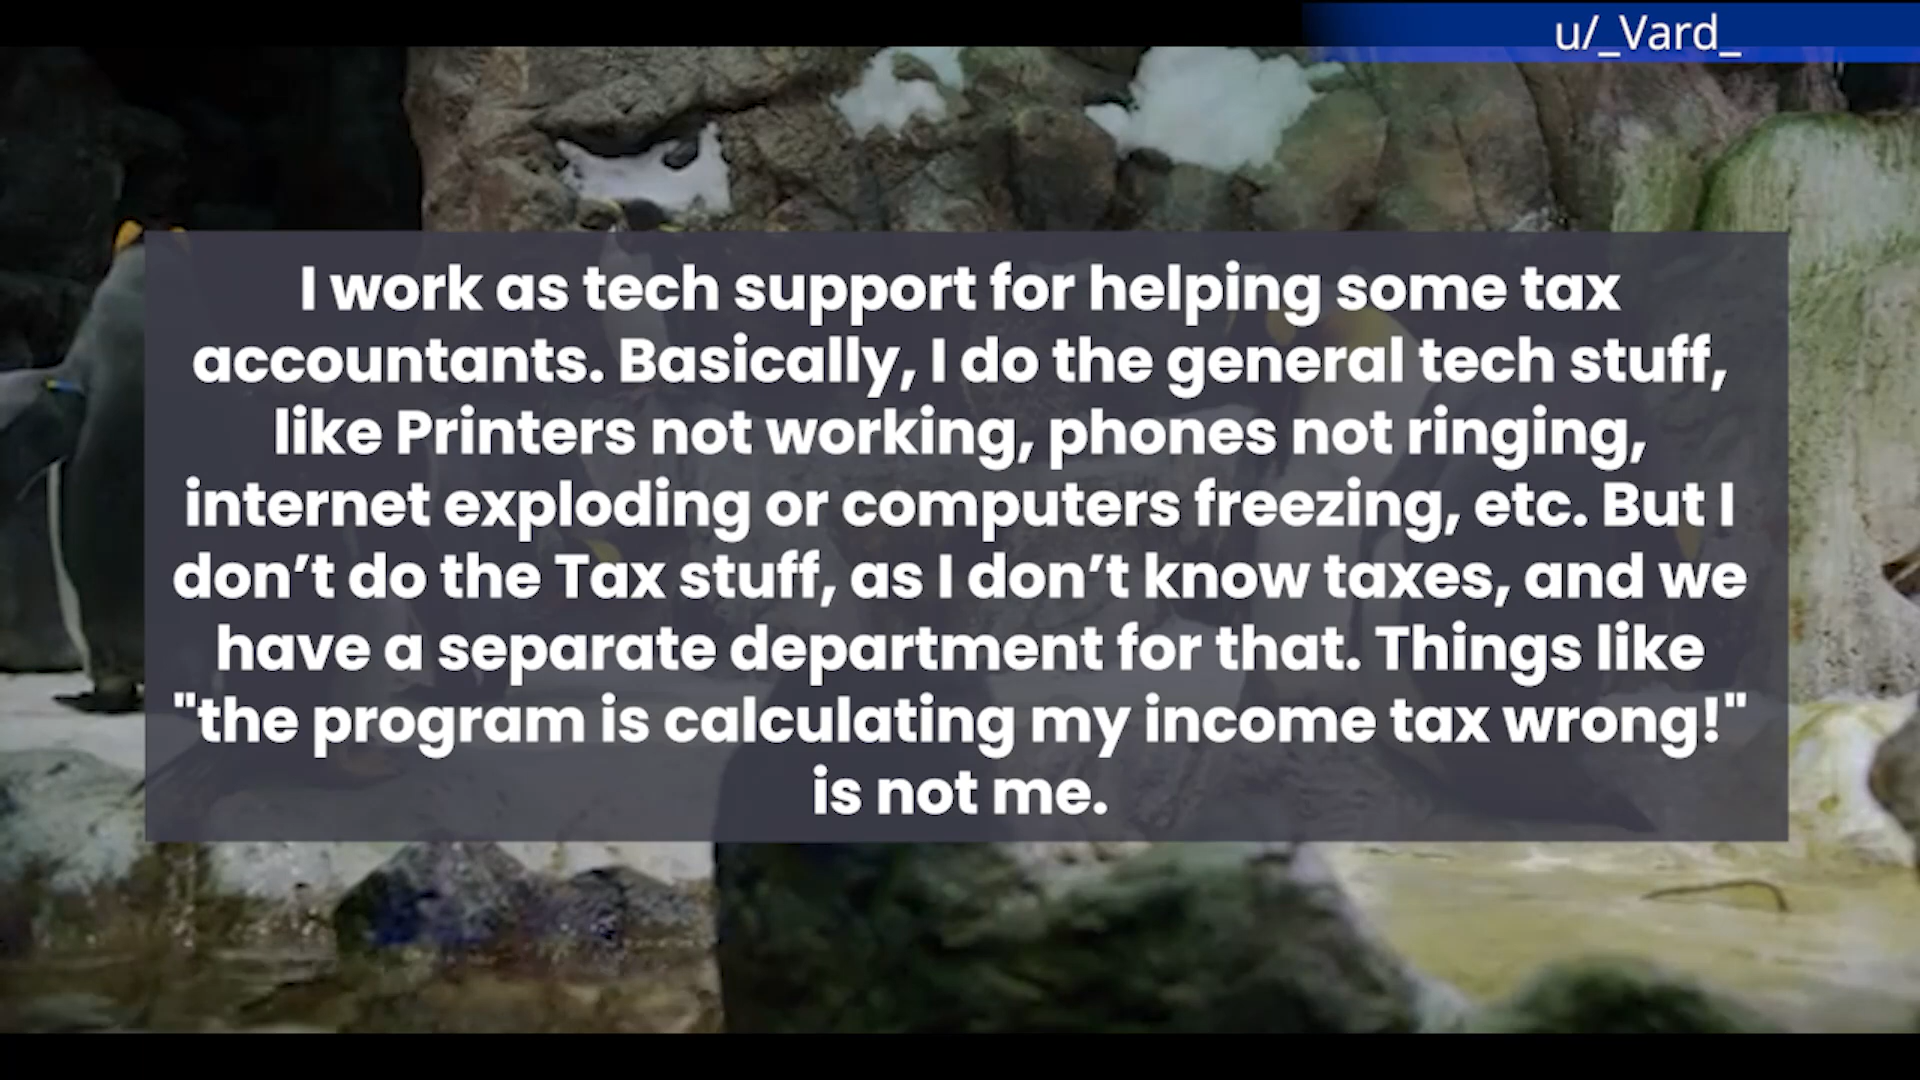 u/_Vard_
I work as tech support for helping some tax
accountants. Basically, I do the general tech stuff,
like Printers not working, phones not ringing,
internet exploding or computers freezing, etc. But I
don’t do the Tax stuff, as I don’t know taxes, and we
have a separate department for that. Things like
"the program is calculating my income tax wrong!"
is not me.